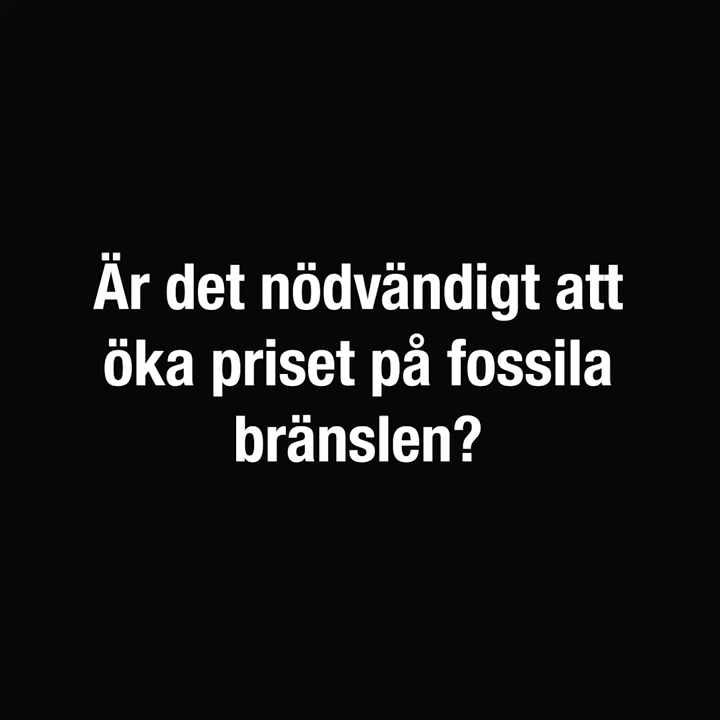 Är det nödvändigt att
öka priset på fossila
bränslen?